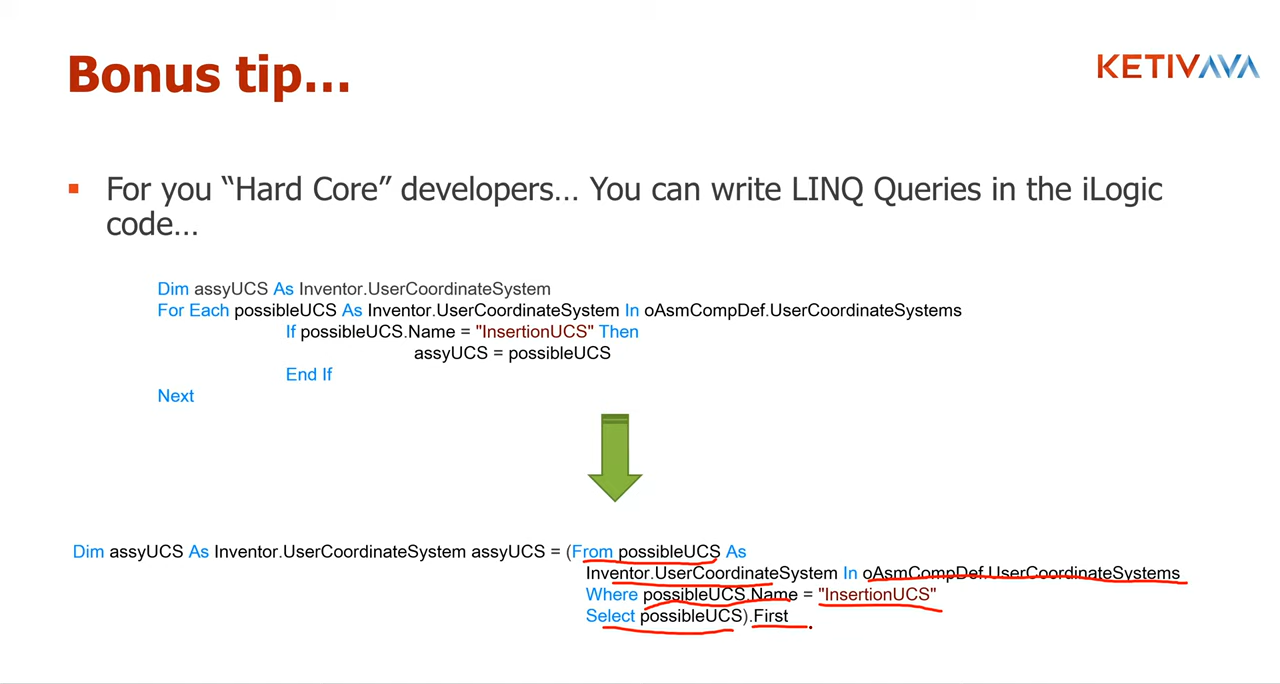 Bonus tip...
KETIVAVA
▪ For you “Hard Core” developers... You can write LINQ Queries in the iLogic
code...
Dim assyUCS As Inventor.UserCoordinateSystem
For Each possibleUCS As Inventor.UserCoordinateSystem In oAsmCompDef.UserCoordinateSystems
If possibleUCS.Name = "InsertionUCS" Then
assyUCS = possibleUCS
End If
Next
Dim assyUCS As Inventor.UserCoordinateSystem assyUCS = (From possibleUCS As
Inventor.UserCoordinateSystem In oAsmCompDef.UserCoordinateSystems
Where possibleUCS.Name = "InsertionUCS"
Select possibleUCS).First